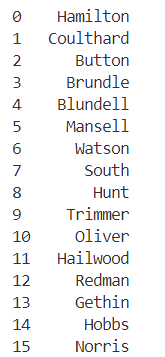 0 Hamilton
1 Coulthard
2 Button
3 Brundle
4 Blundell
5 Mansell
6 Watson
7 South
8 Hunt
9 Trimmer
10 Oliver
11 Hailwood
12 Redman
13 Gethin
14 Hobbs
15 Norris